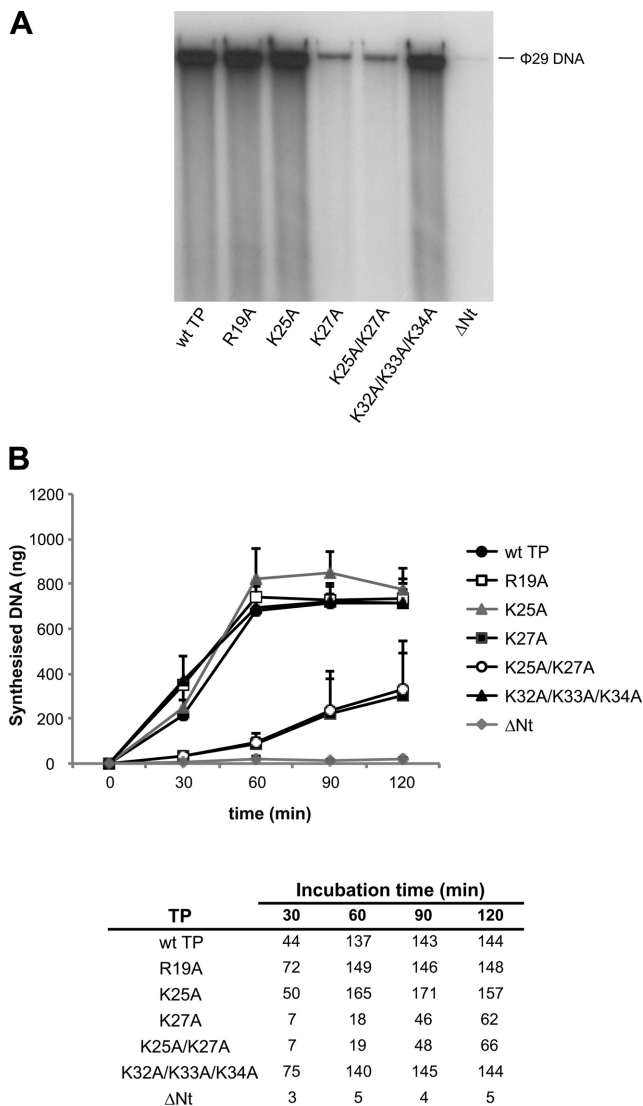 A
Φ29 DNA
wt TP
R19A
K25A
K27A
K25A/K27A
K32A/K33A/K34A
ΔNt
B
1200
1000
800
600
400
200
0
Synthesised DNA (ng)
0 30 60 90 120
time (min)
wt TP
R19A
K25A
K27A
K25A/K27A
K32A/K33A/K34A
ΔNt
Incubation time (min)
TP 30 60 90 120
wt TP 44 137 143 144
R19A 72 149 146 148
K25A 50 165 171 157
K27A 7 18 46 62
K25A/K27A 7 19 48 66
K32A/K33A/K34A 75 140 145 144
ΔNt 3 5 4 5